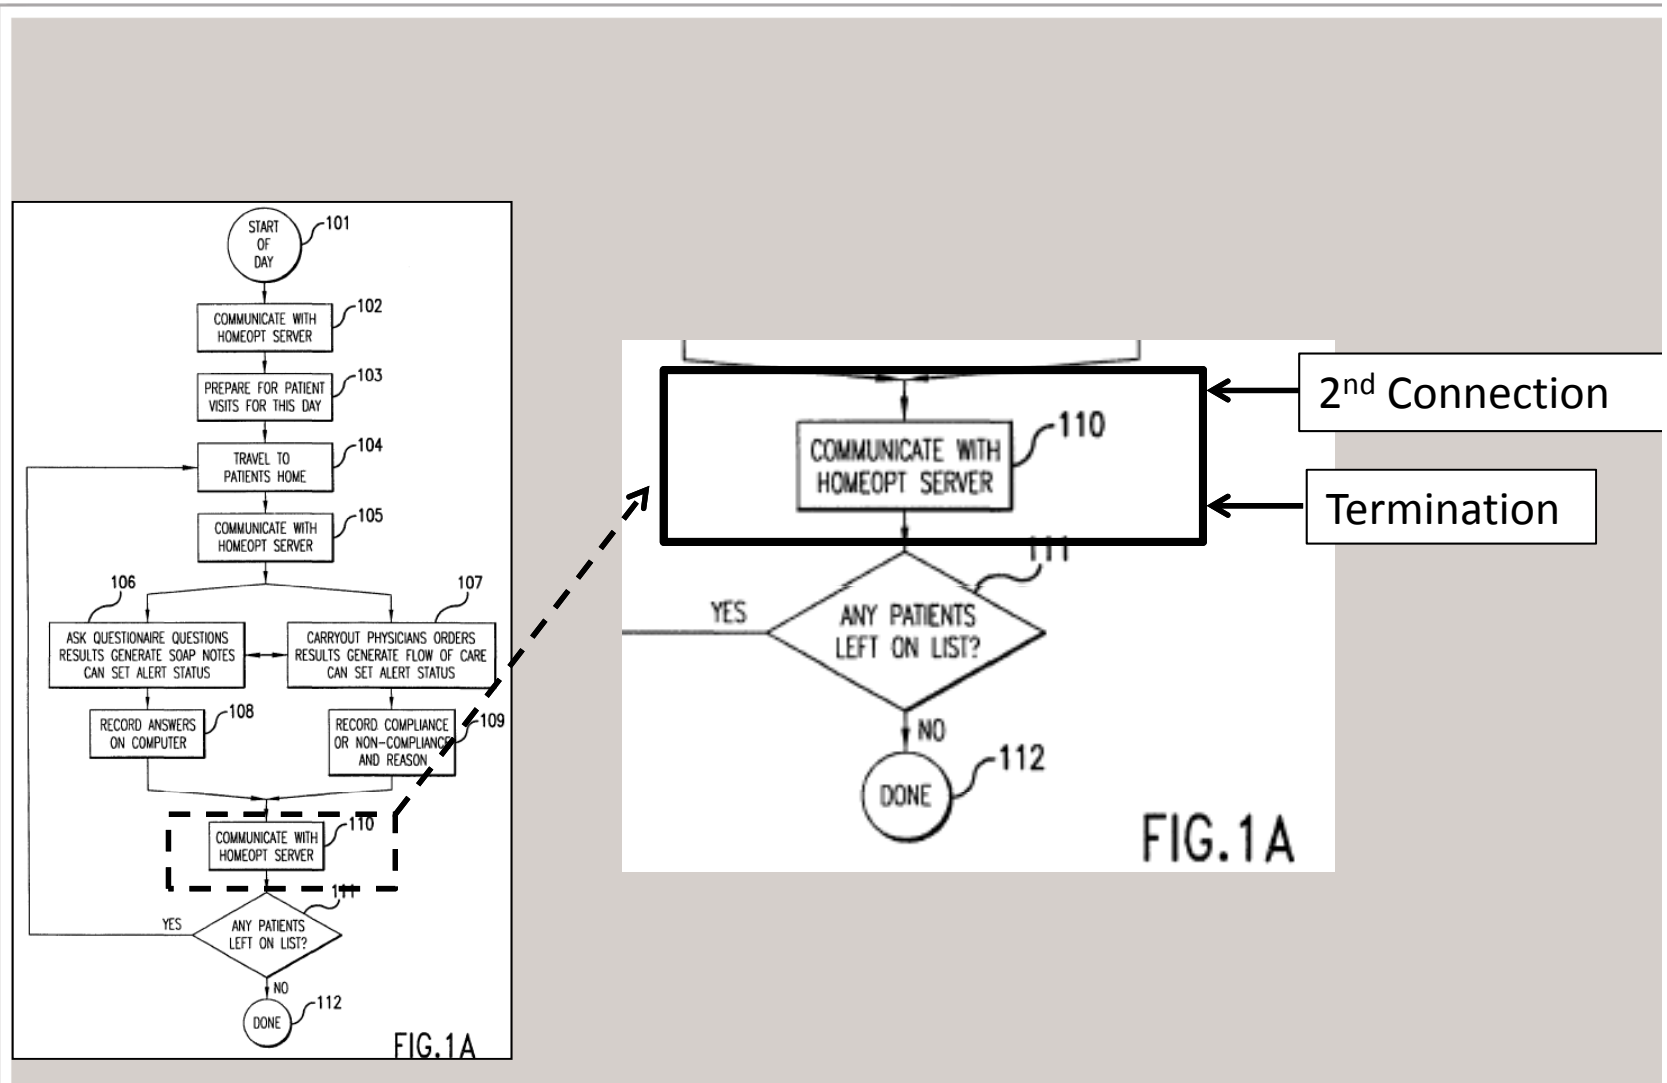 START
OF
DAY
101
COMMUNICATE WITH
HOMEOPT SERVER
102
PREPARE FOR PATIENT
VISITS FOR THIS DAY
103
TRAVEL TO
PATIENTS HOME
104
COMMUNICATE WITH
HOMEOPT SERVER
105
106
ASK QUESTIONAIRE QUESTIONS
RESULTS GENERATE SOAP NOTES
CAN SET ALERT STATUS
107
CARRYOUT PHYSICIANS ORDERS
RESULTS GENERATE FLOW OF CARE
CAN SET ALERT STATUS
RECORD ANSWERS
ON COMPUTER
108
RECORD COMPLIANCE
OR NON-COMPLIANCE
AND REASON
109
COMMUNICATE WITH
HOMEOPT SERVER
110
111
YES
ANY PATIENTS
LEFT ON LIST?
NO
DONE
112
FIG.1A
COMMUNICATE WITH
HOMEOPT SERVER
110
111
YES
ANY PATIENTS
LEFT ON LIST?
NO
DONE
112
FIG.1A
2nd Connection
Termination